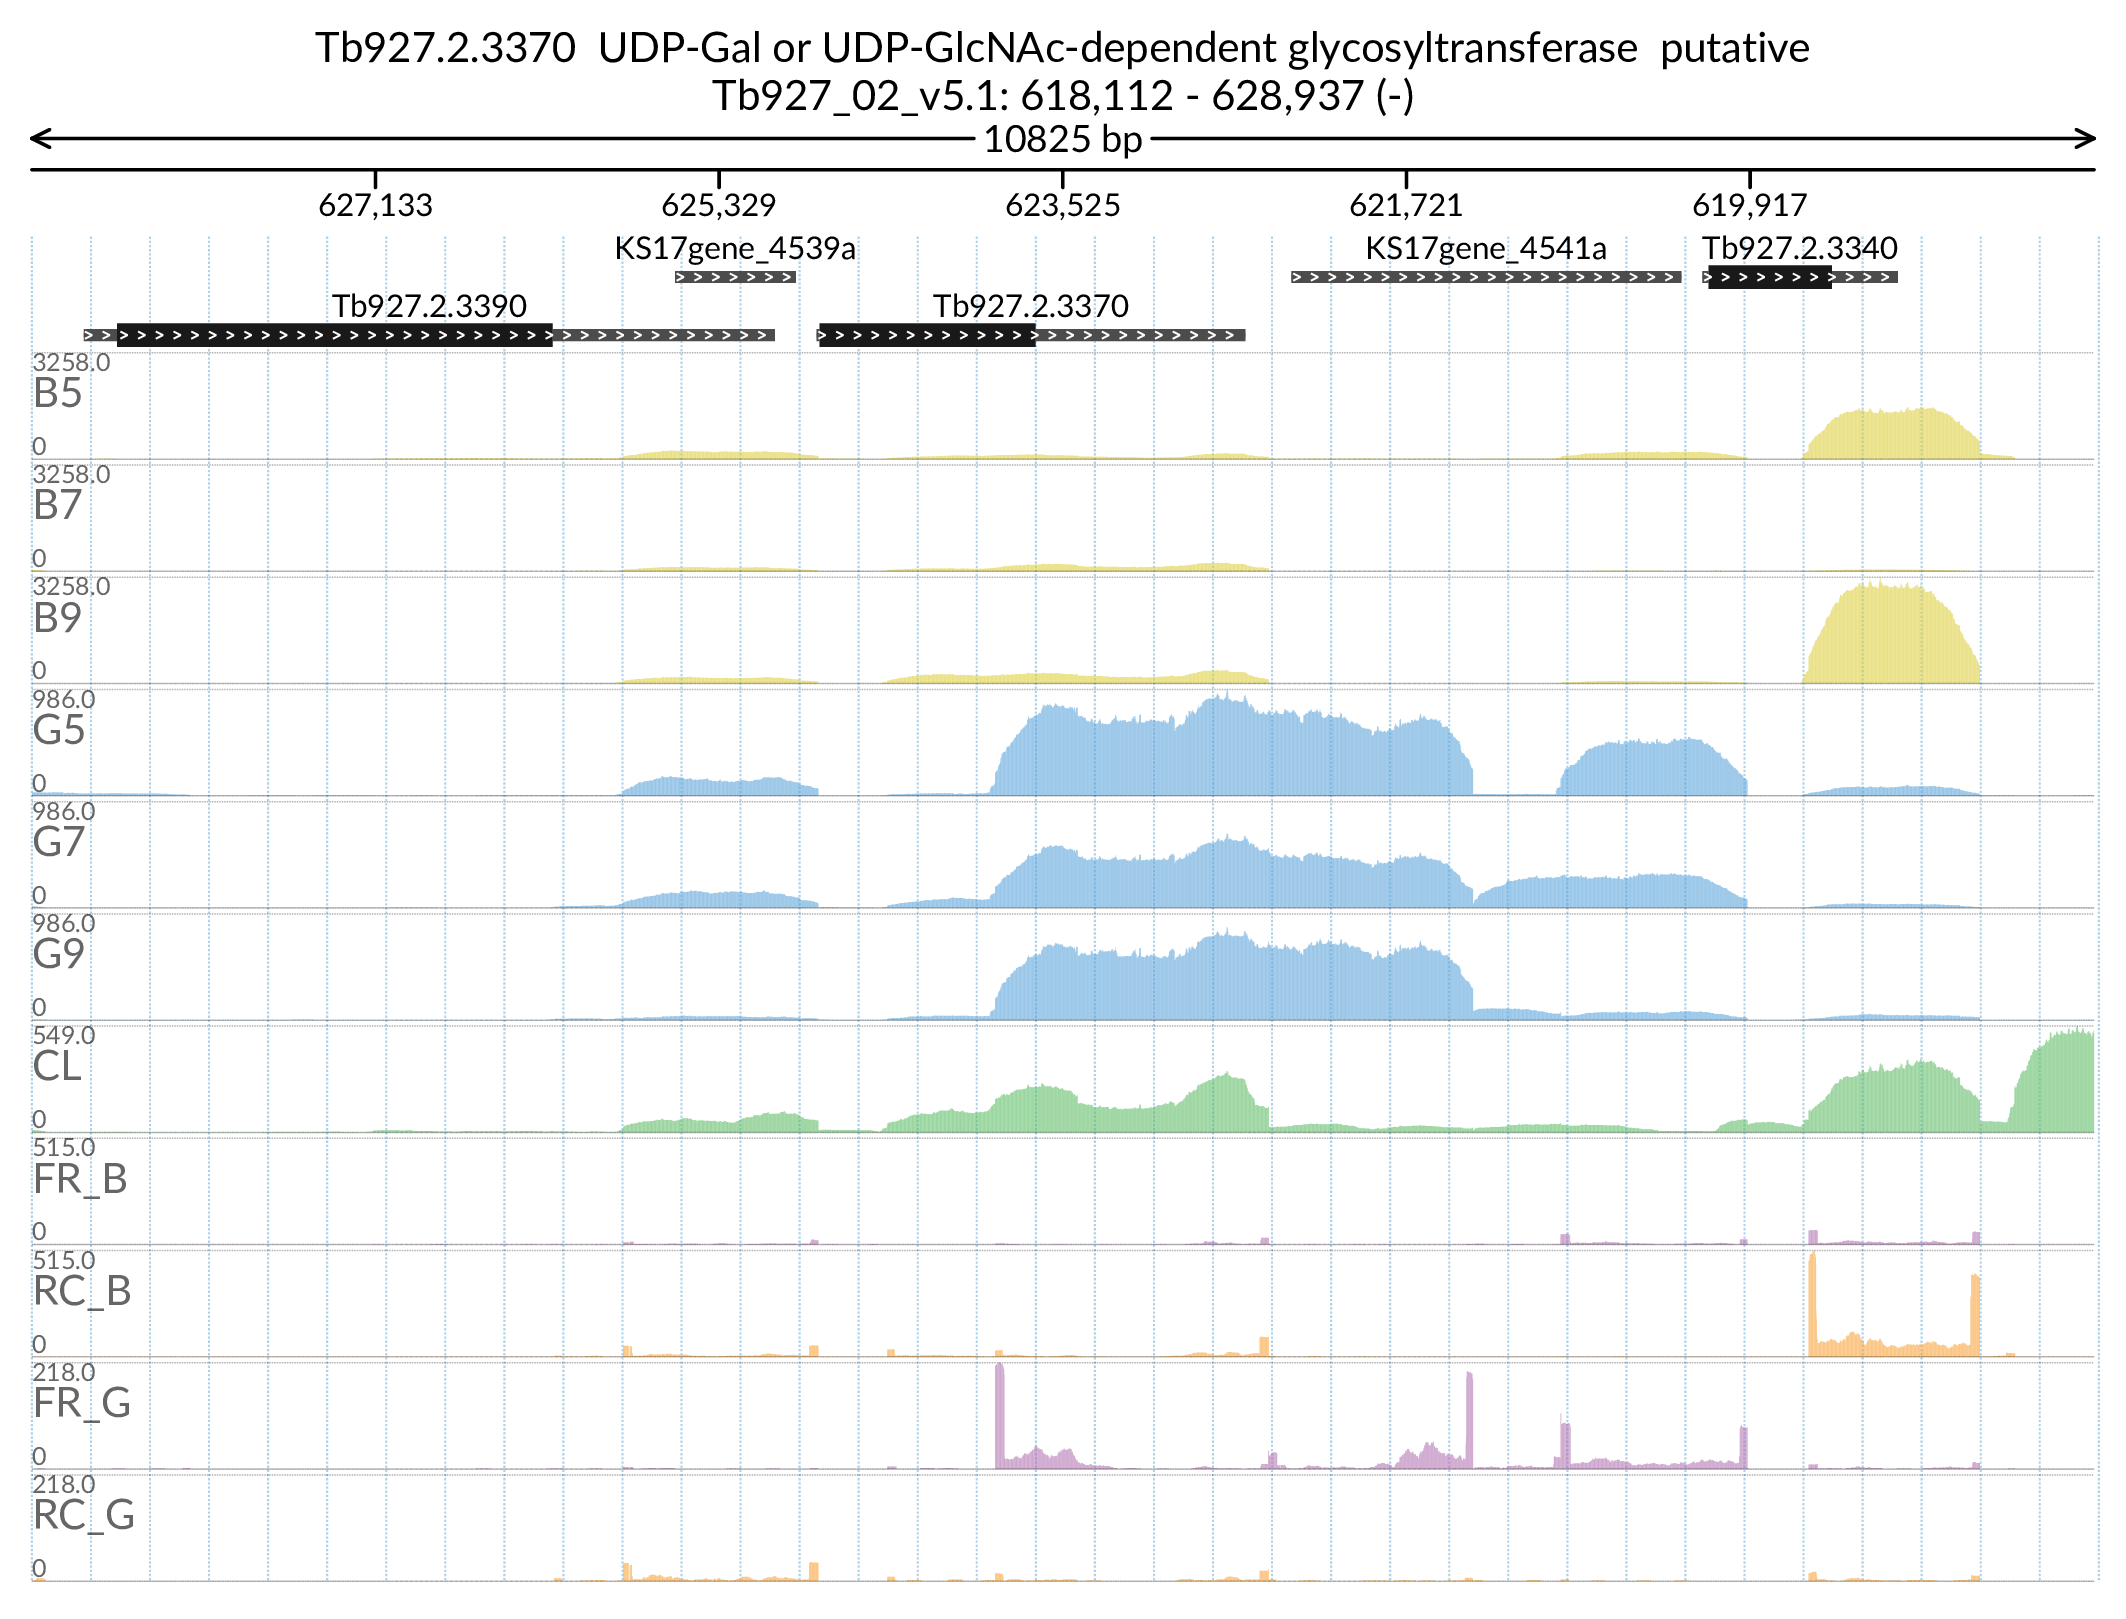 Tb927.2.3370  UDP-Gal or UDP-GlcNAc-dependent glycosyltransferase  putative
Tb927_02_v5.1: 618,112 - 628,937 (-)
10825 bp
627,133 625,329 623,525 621,721 619,917
KS17gene_4539a KS17gene_4541a Tb927.2.3340
Tb927.2.3390 Tb927.2.3370
3258.0
B5
0
3258.0
B7
0
3258.0
B9
0
986.0
G5
0
986.0
G7
0
986.0
G9
0
549.0
CL
0
515.0
FR_B
0
515.0
RC_B
0
218.0
FR_G
0
218.0
RC_G
0